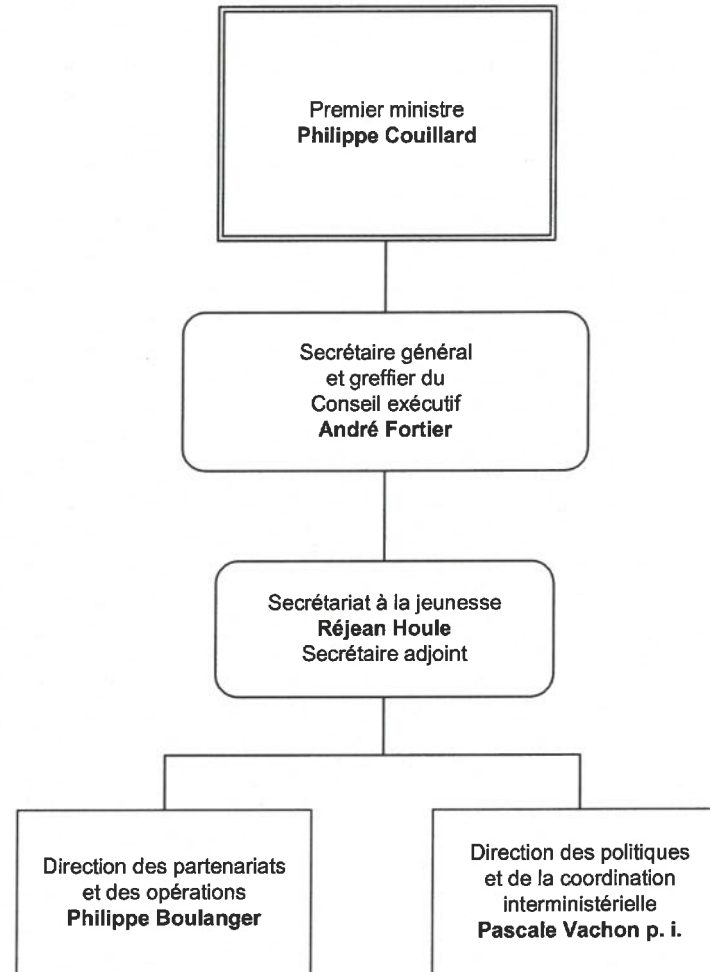 Premier ministre
Philippe Couillard
Secrétaire général
et greffier du
Conseil exécutif
André Fortier
Secrétariat à la jeunesse
Réjean Houle
Secrétaire adjoint
Direction des partenariats
et des opérations
Philippe Boulanger
Direction des politiques
et de la coordination
interministérielle
Pascale Vachon p. i.